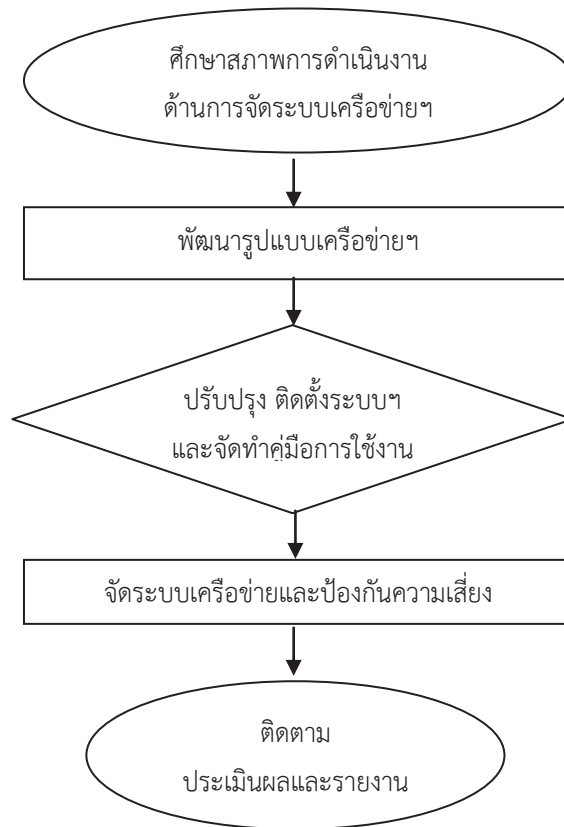 ศึกษาสภาพการดำเนินงาน
ด้านการจัดระบบเครือข่ายฯ
พัฒนารูปแบบเครือข่ายฯ
ปรับปรุง ติดตั้งระบบฯ
และจัดทำคู่มือการใช้งาน
จัดระบบเครือข่ายและป้องกันความเสี่ยง
ติดตาม
ประเมินผลและรายงาน